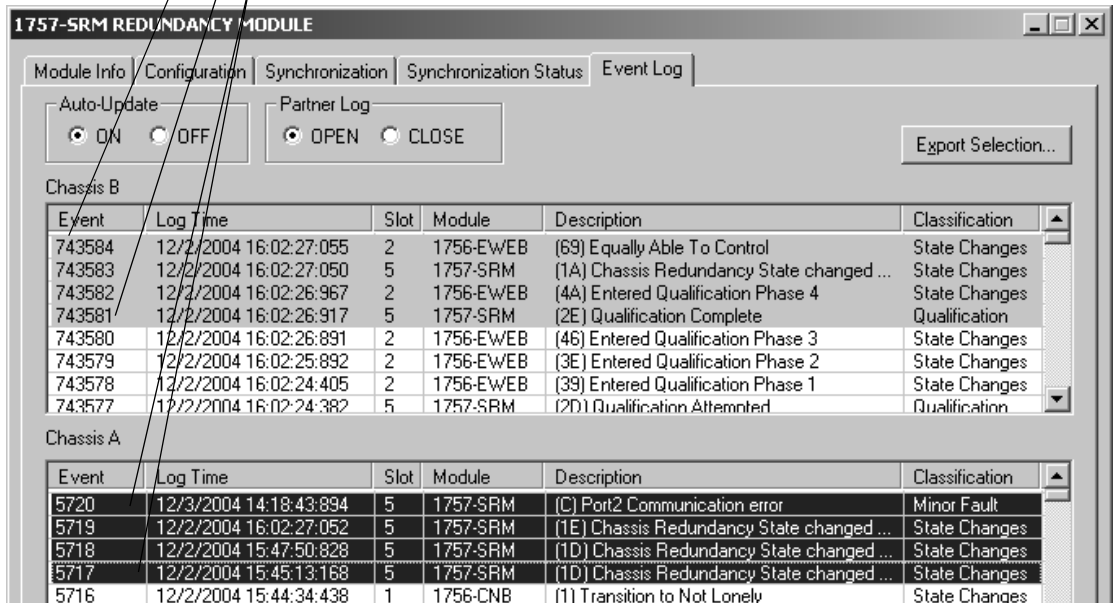 1757-SRM REDUNDANCY MODULE
Module Info Configuration Synchronization Synchronization Status Event Log
Auto-Update Partner Log
ON OFF OPEN CLOSE
Export Selection...
Chassis B
Event Log Time Slot Module Description Classification
743584 12/2/2004 16:02:27:055 2 1756-EWEB (69) Equally Able To Control State Changes
743583 12/2/2004 16:02:27:050 5 1757-SRM (1A) Chassis Redundancy State changed ... State Changes
743582 12/2/2004 16:02:26:967 2 1756-EWEB (4A) Entered Qualification Phase 4 State Changes
743581 12/2/2004 16:02:26:917 5 1757-SRM (2E) Qualification Complete Qualification
743580 12/2/2004 16:02:26:891 2 1756-EWEB (46) Entered Qualification Phase 3 State Changes
743579 12/2/2004 16:02:25:892 2 1756-EWEB (3E) Entered Qualification Phase 2 State Changes
743578 12/2/2004 16:02:24:405 2 1756-EWEB (39) Entered Qualification Phase 1 State Changes
743577 12/2/2004 16:02:24:382 5 1757-SRM (2D) Qualification Attempted Qualification
Chassis A
Event Log Time Slot Module Description Classification
5720 12/3/2004 14:18:43:894 5 1757-SRM (C) Port2 Communication error Minor Fault
5719 12/2/2004 16:02:27:052 5 1757-SRM (1E) Chassis Redundancy State changed ... State Changes
5718 12/2/2004 15:47:50:828 5 1757-SRM (1D) Chassis Redundancy State changed ... State Changes
5717 12/2/2004 15:45:13:168 5 1757-SRM (1D) Chassis Redundancy State changed ... State Changes
5716 12/2/2004 15:44:34:438 1 1756-CNB (1) Transition to Not Lonely State Changes